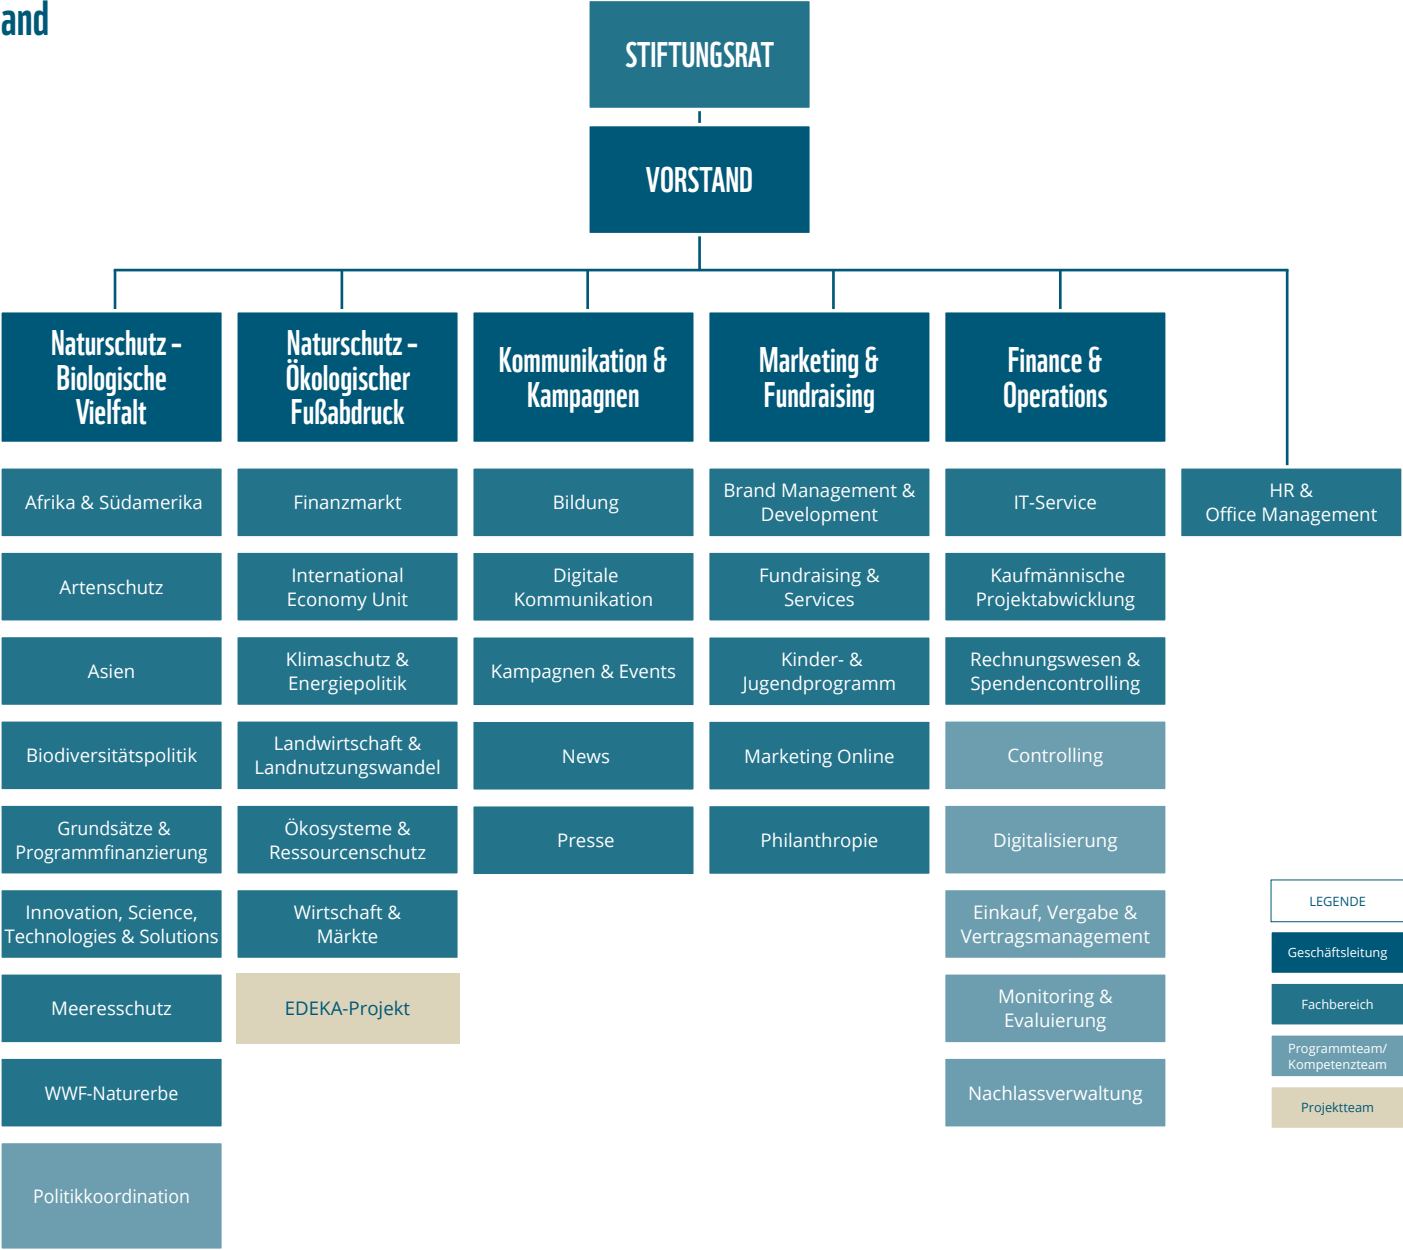 and
STIFTUNGSRAT
VORSTAND
Naturschutz –
Biologische
Vielfalt
Naturschutz –
Ökologischer
Fußabdruck
Kommunikation &
Kampagnen
Marketing &
Fundraising
Finance &
Operations
Afrika & Südamerika
Artenschutz
Asien
Biodiversitätspolitik
Grundsätze &
Programmfinanzierung
Innovation, Science,
Technologies & Solutions
Meeresschutz
WWF-Naturerbe
Politikkoordination
Finanzmarkt
International
Economy Unit
Klimaschutz &
Energiepolitik
Landwirtschaft &
Landnutzungswandel
Ökosysteme &
Ressourcenschutz
Wirtschaft &
Märkte
EDEKA-Projekt
Bildung
Digitale
Kommunikation
Kampagnen & Events
News
Presse
Brand Management &
Development
Fundraising &
Services
Kinder- &
Jugendprogramm
Marketing Online
Philanthropie
IT-Service
Kaufmännische
Projektabwicklung
Rechnungswesen &
Spendencontrolling
Controlling
Digitalisierung
Einkauf, Vergabe &
Vertragsmanagement
Monitoring &
Evaluierung
Nachlassverwaltung
HR &
Office Management
LEGENDE
Geschäftsleitung
Fachbereich
Programmteam/
Kompetenzteam
Projektteam